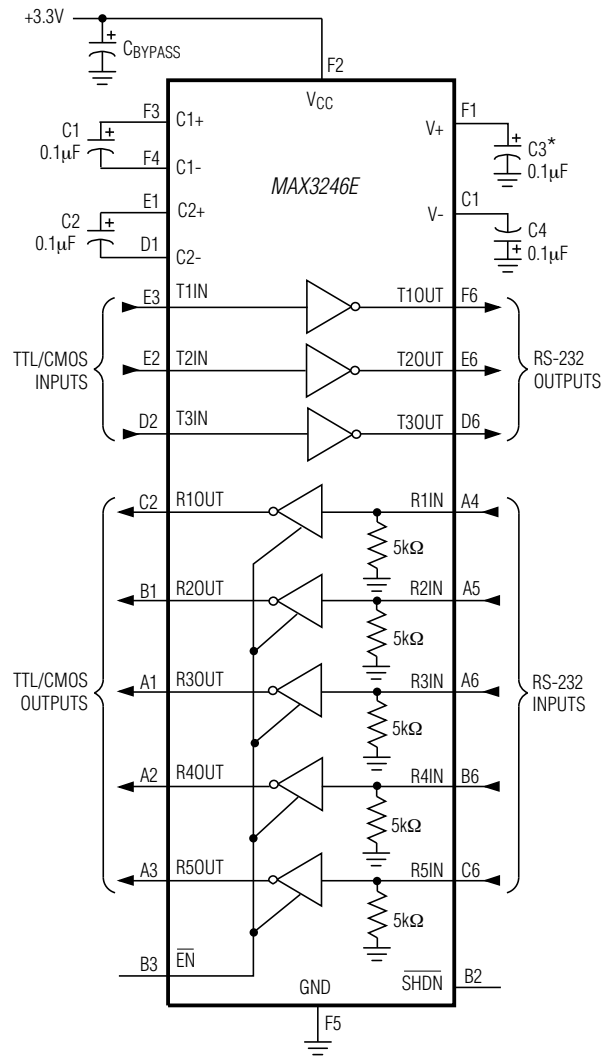 +3.3V
CBYPASS
F2
VCC
F3
C1+
C1
0.1µF
F4
C1-
E1
C2+
C2
0.1µF
D1
C2-
MAX3246E
F1
V+
C3*
0.1µF
C1
V-
C4
0.1µF
TTL/CMOS
INPUTS
E3 T1IN T1OUT F6
E2 T2IN T2OUT E6
D2 T3IN T3OUT D6
RS-232
OUTPUTS
TTL/CMOS
OUTPUTS
C2 R1OUT R1IN A4
5kΩ
B1 R2OUT R2IN A5
5kΩ
A1 R3OUT R3IN A6
5kΩ
A2 R4OUT R4IN B6
5kΩ
A3 R5OUT R5IN C6
5kΩ
RS-232
INPUTS
B3 EN
SHDN B2
GND
F5